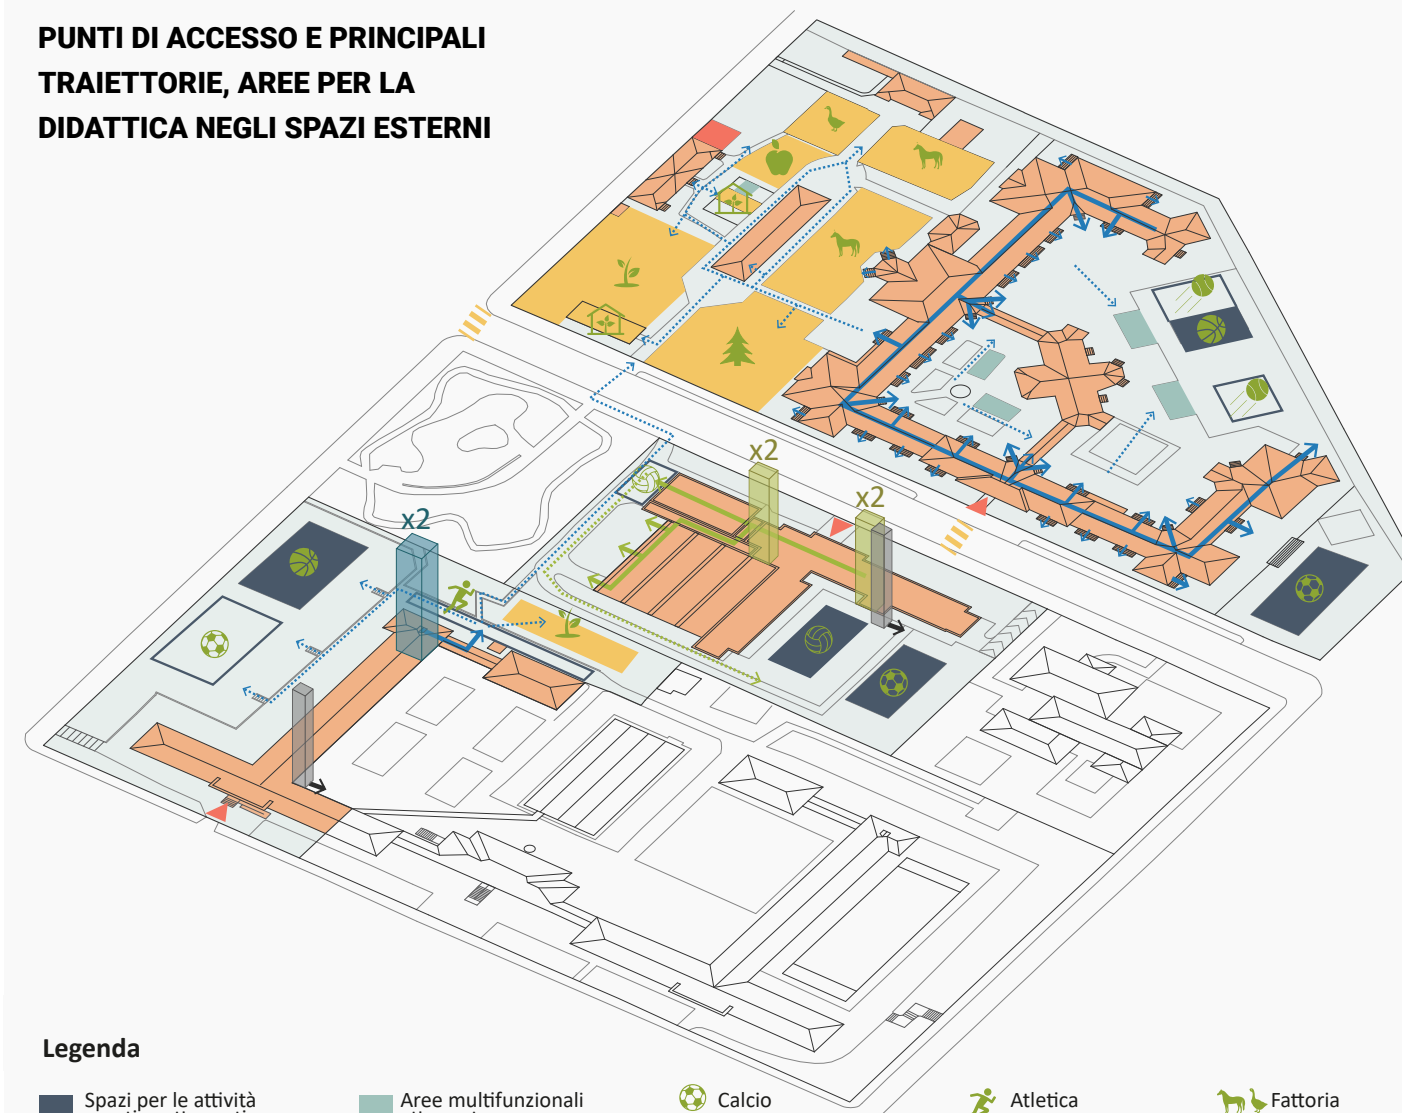 PUNTI DI ACCESSO E PRINCIPALI
TRAIETTORIE, AREE PER LA
DIDATTICA NEGLI SPAZI ESTERNI
x2
x2
x2
Legenda
Spazi per le attività
Aree multifunzionali
Calcio
Atletica
Fattoria